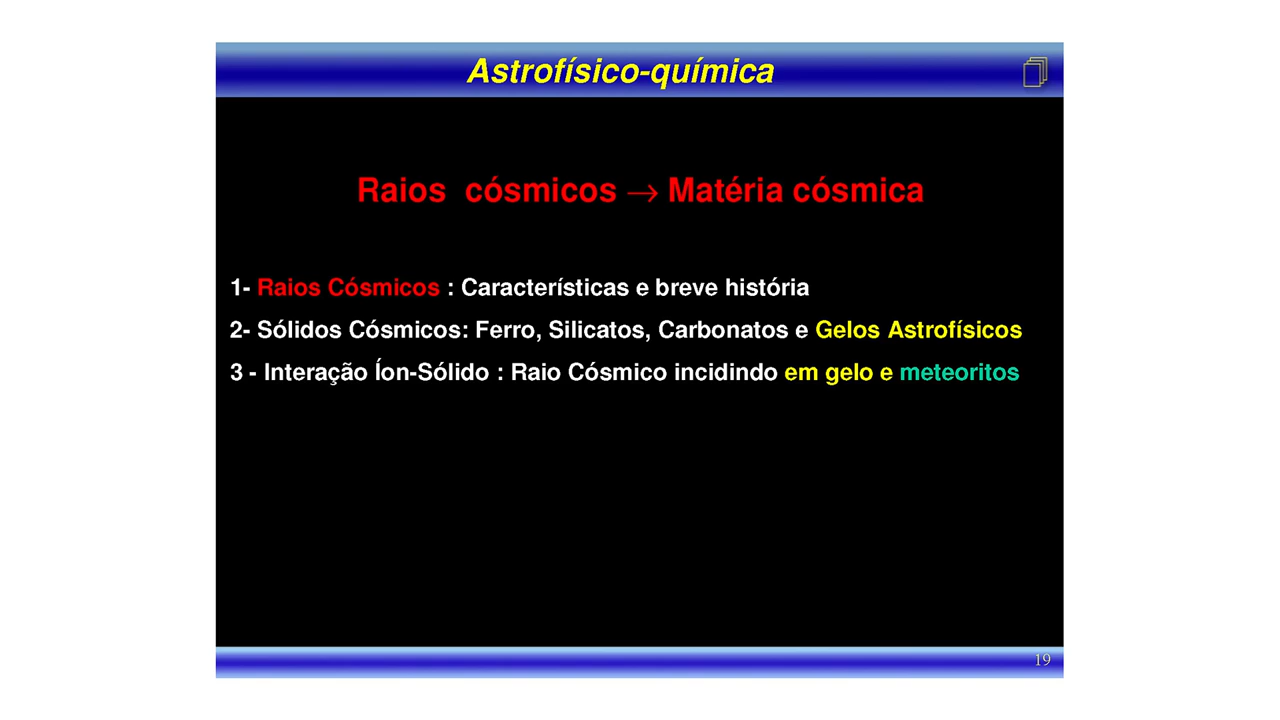 Astrofísico-química
Raios cósmicos → Matéria cósmica
1- Raios Cósmicos : Características e breve história
2- Sólidos Cósmicos: Ferro, Silicatos, Carbonatos e Gelos Astrofísicos
3 - Interação Íon-Sólido : Raio Cósmico incidindo em gelo e meteoritos
19